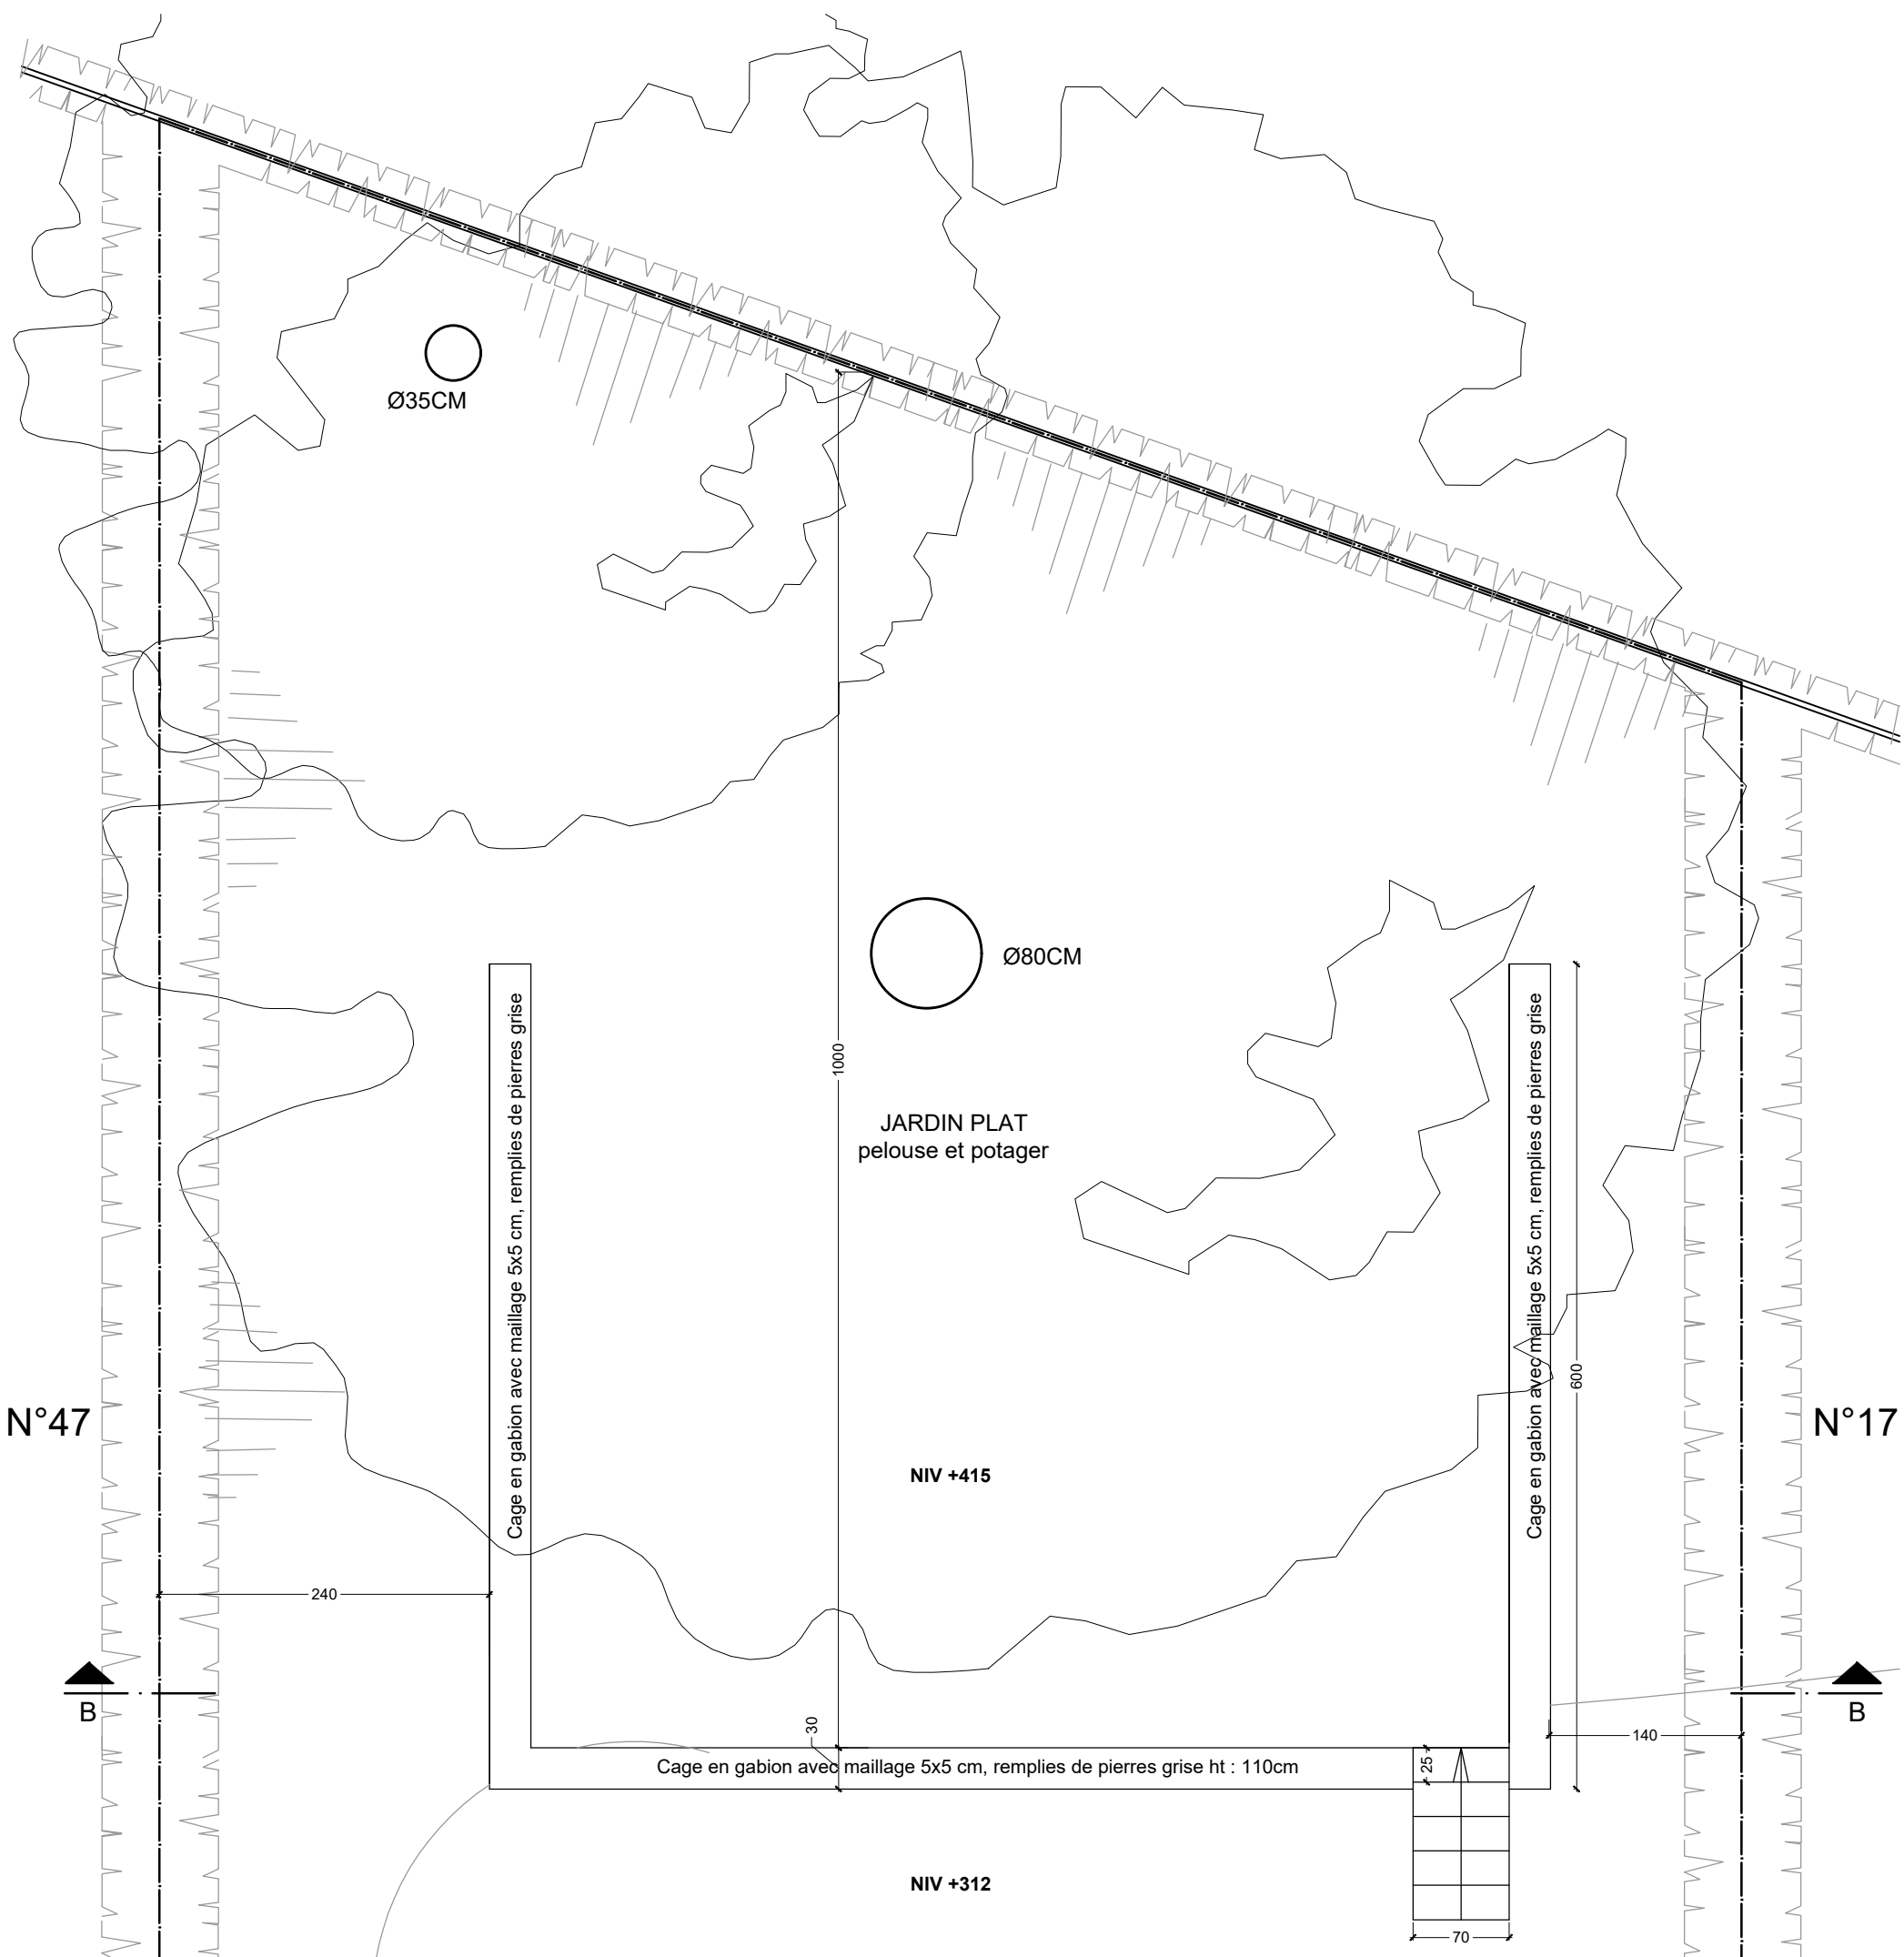 Ø35CM
Ø80CM
Cage en gabion avec maillage 5x5 cm, remplies de pierres grise
Cage en gabion avec maillage 5x5 cm, remplies de pierres grise
1000
JARDIN PLAT
pelouse et potager
600
N°47
N°17
NIV +415
240
B
B
30
140
Cage en gabion avec maillage 5x5 cm, remplies de pierres grise ht : 110cm
25
NIV +312
70